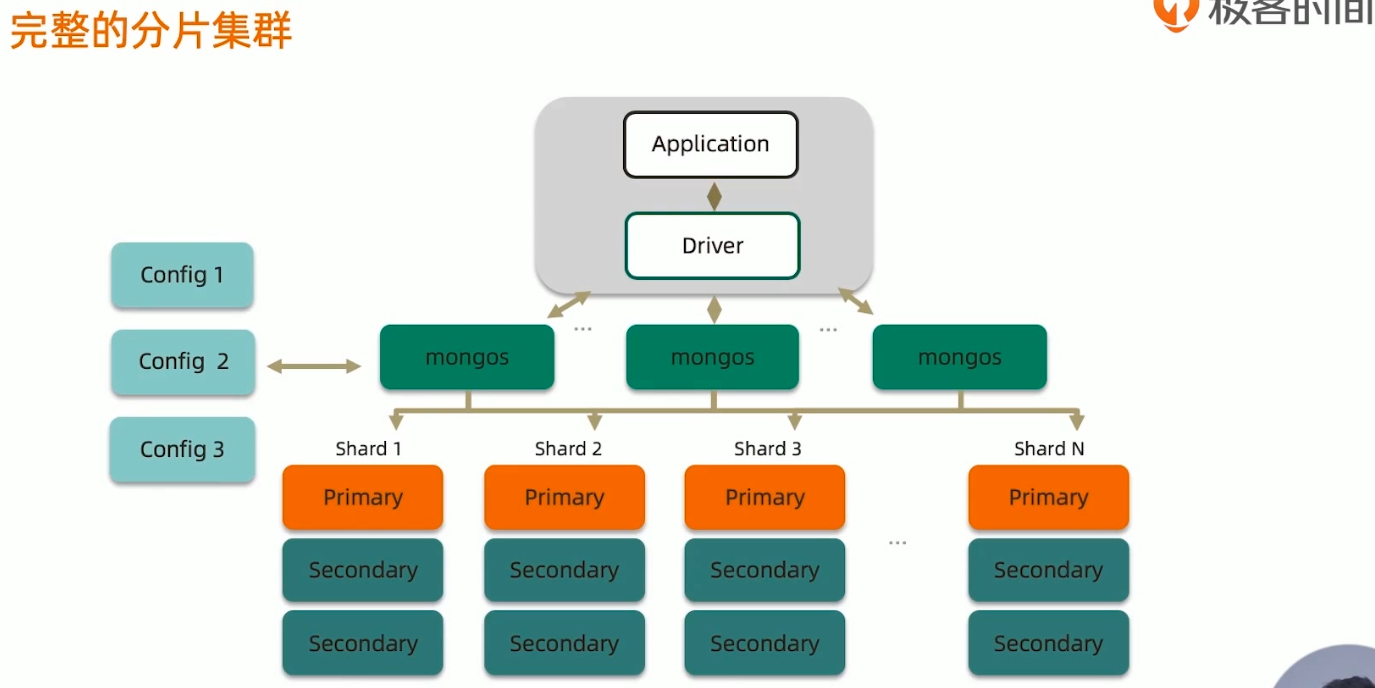 完整的分片集群
极客时间
Application
Driver
Config 1
...
...
Config 2
mongos
mongos
mongos
Config 3
Shard 1
Shard 2
Shard 3
Shard N
Primary
Primary
Primary
Primary
...
Secondary
Secondary
Secondary
Secondary
Secondary
Secondary
Secondary
Secondary